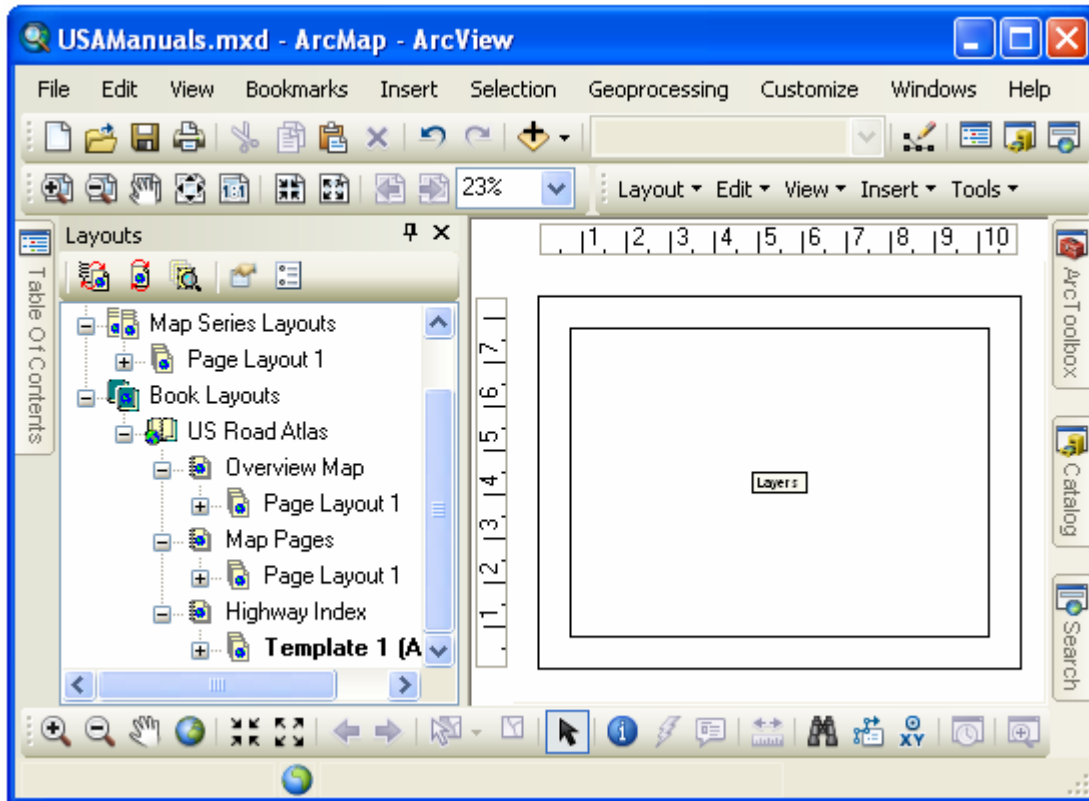 USAManuals.mxd - ArcMap - ArcView
File Edit View Bookmarks Insert Selection Geoprocessing Customize Windows Help
1:1 23% Layout Edit View Insert Tools
Table Of Contents
Layouts
Map Series Layouts
Page Layout 1
Book Layouts
US Road Atlas
Overview Map
Page Layout 1
Map Pages
Page Layout 1
Highway Index
Template 1 (A
1 2 3 4 5 6 7 8 9 10
7 6 5 4 3 2 1
Layers
ArcToolbox
Catalog
Search
XY